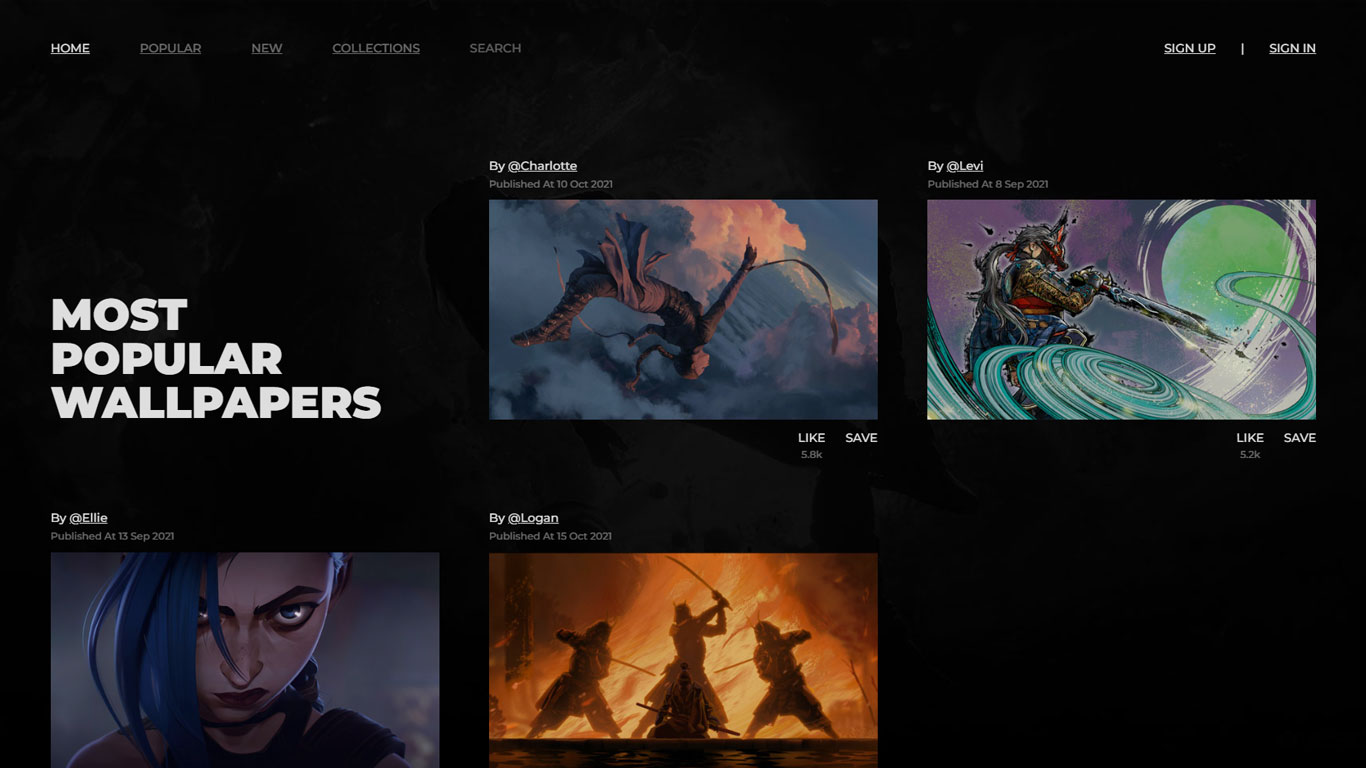 HOME POPULAR NEW COLLECTIONS SEARCH SIGN UP | SIGN IN
By @Charlotte
Published At 10 Oct 2021
By @Levi
Published At 8 Sep 2021
MOST
POPULAR
WALLPAPERS
LIKE SAVE
5.8k
LIKE SAVE
5.2k
By @Ellie
Published At 13 Sep 2021
By @Logan
Published At 15 Oct 2021